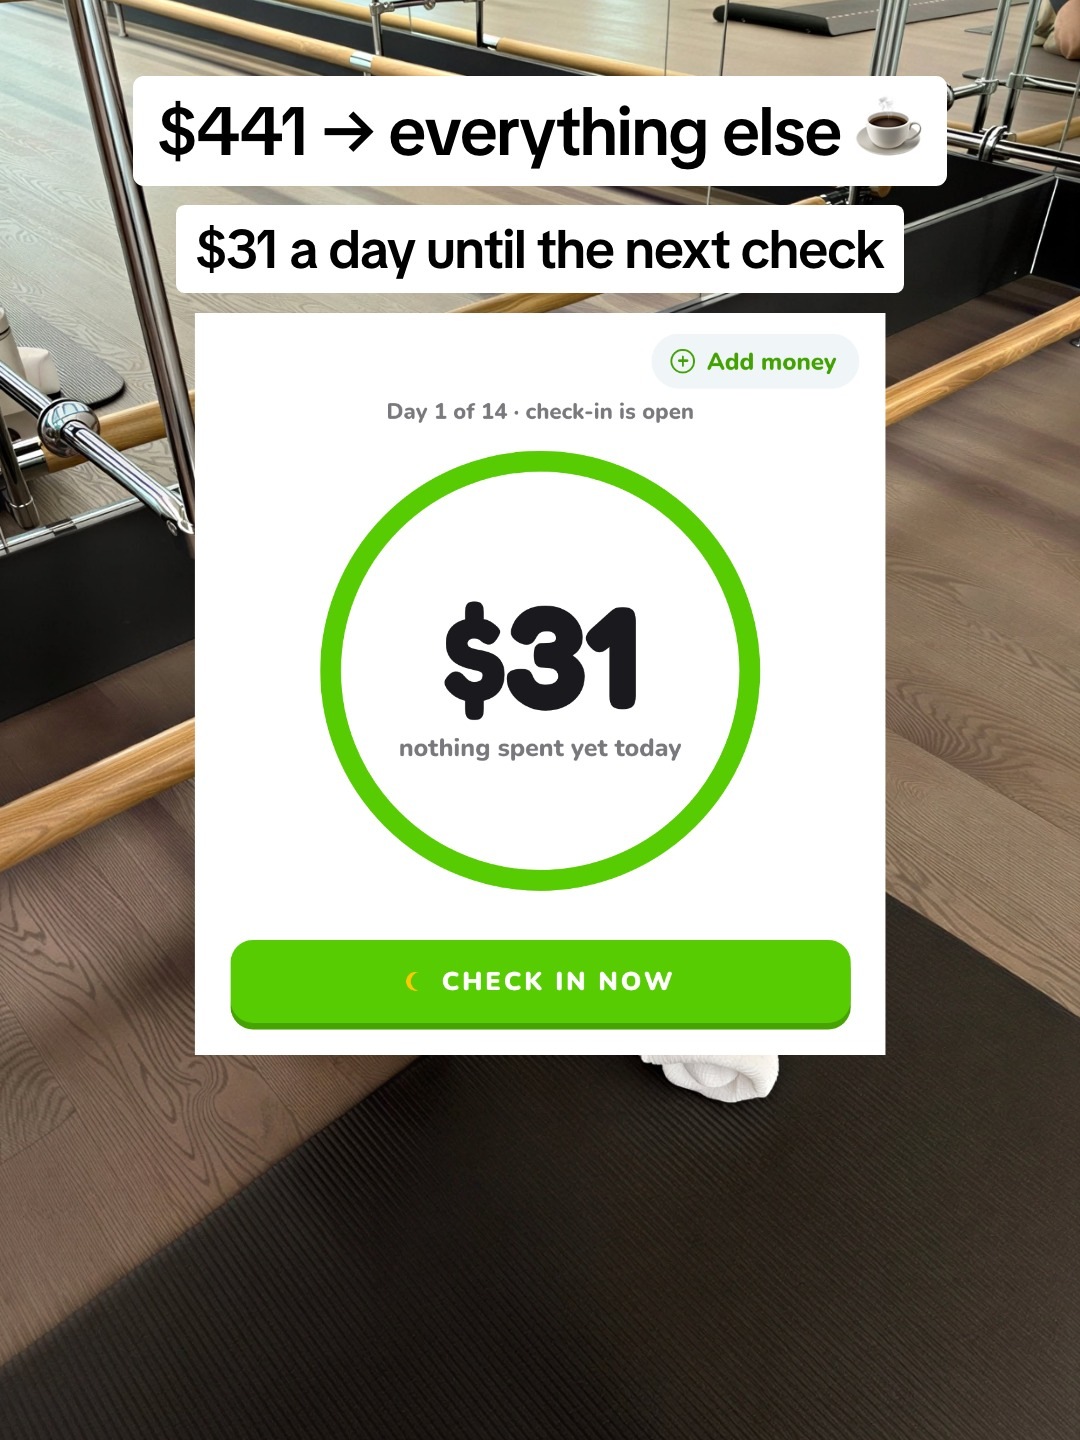 $441 → everything else ☕
$31 a day until the next check
Add money
Day 1 of 14 · check-in is open
$31
nothing spent yet today
CHECK IN NOW